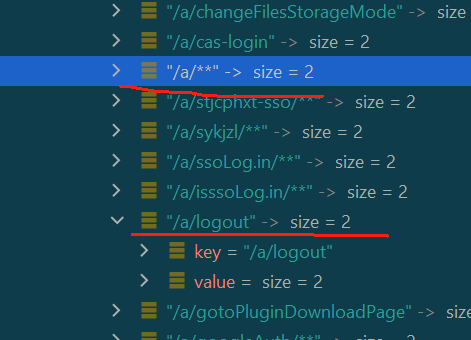 "/a/changeFilesStorageMode" -> size
"/a/cas-login" -> size = 2
"/a/**" -> size = 2
"/a/stjcphxt-sso/**" -> size = 2
"/a/sykjzl/**" -> size = 2
"/a/ssoLog.in/**" -> size = 2
"/a/isssoLog.in/**" -> size = 2
"/a/logout" -> size = 2
key = "/a/logout"
value = size = 2
"/a/gotoPluginDownloadPage" -> size